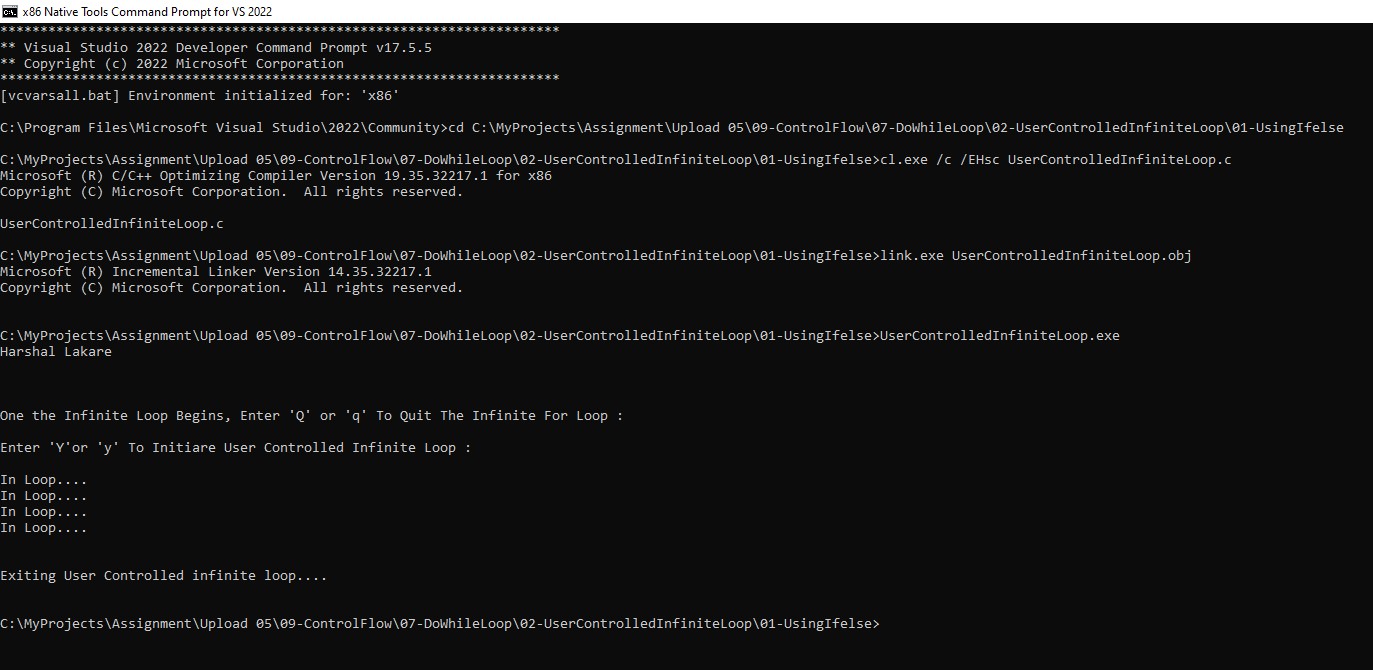 x86 Native Tools Command Prompt for VS 2022
**********************************************************************
** Visual Studio 2022 Developer Command Prompt v17.5.5
** Copyright (c) 2022 Microsoft Corporation
**********************************************************************
[vcvarsall.bat] Environment initialized for: 'x86'
C:\Program Files\Microsoft Visual Studio\2022\Community>cd C:\MyProjects\Assignment\Upload 05\09-ControlFlow\07-DoWhileLoop\02-UserControlledInfiniteLoop\01-UsingIfelse
C:\MyProjects\Assignment\Upload 05\09-ControlFlow\07-DoWhileLoop\02-UserControlledInfiniteLoop\01-UsingIfelse>cl.exe /c /EHsc UserControlledInfiniteLoop.c
Microsoft (R) C/C++ Optimizing Compiler Version 19.35.32217.1 for x86
Copyright (C) Microsoft Corporation.  All rights reserved.
UserControlledInfiniteLoop.c
C:\MyProjects\Assignment\Upload 05\09-ControlFlow\07-DoWhileLoop\02-UserControlledInfiniteLoop\01-UsingIfelse>link.exe UserControlledInfiniteLoop.obj
Microsoft (R) Incremental Linker Version 14.35.32217.1
Copyright (C) Microsoft Corporation.  All rights reserved.
C:\MyProjects\Assignment\Upload 05\09-ControlFlow\07-DoWhileLoop\02-UserControlledInfiniteLoop\01-UsingIfelse>UserControlledInfiniteLoop.exe
Harshal Lakare
One the Infinite Loop Begins, Enter 'Q' or 'q' To Quit The Infinite For Loop :
Enter 'Y'or 'y' To Initiare User Controlled Infinite Loop :
In Loop....
In Loop....
In Loop....
In Loop....
Exiting User Controlled infinite loop....
C:\MyProjects\Assignment\Upload 05\09-ControlFlow\07-DoWhileLoop\02-UserControlledInfiniteLoop\01-UsingIfelse>